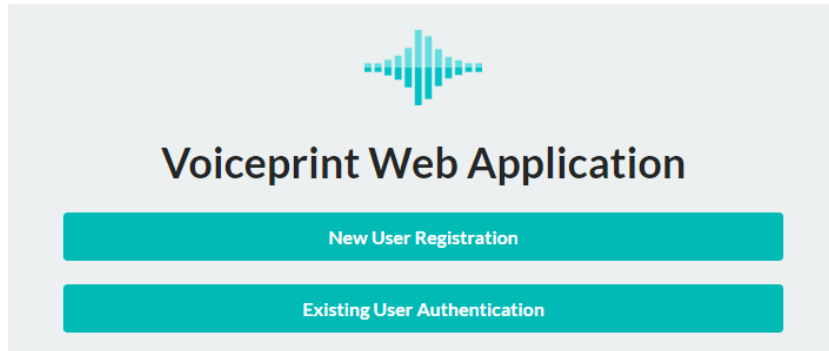 Voiceprint Web Application
New User Registration
Existing User Authentication